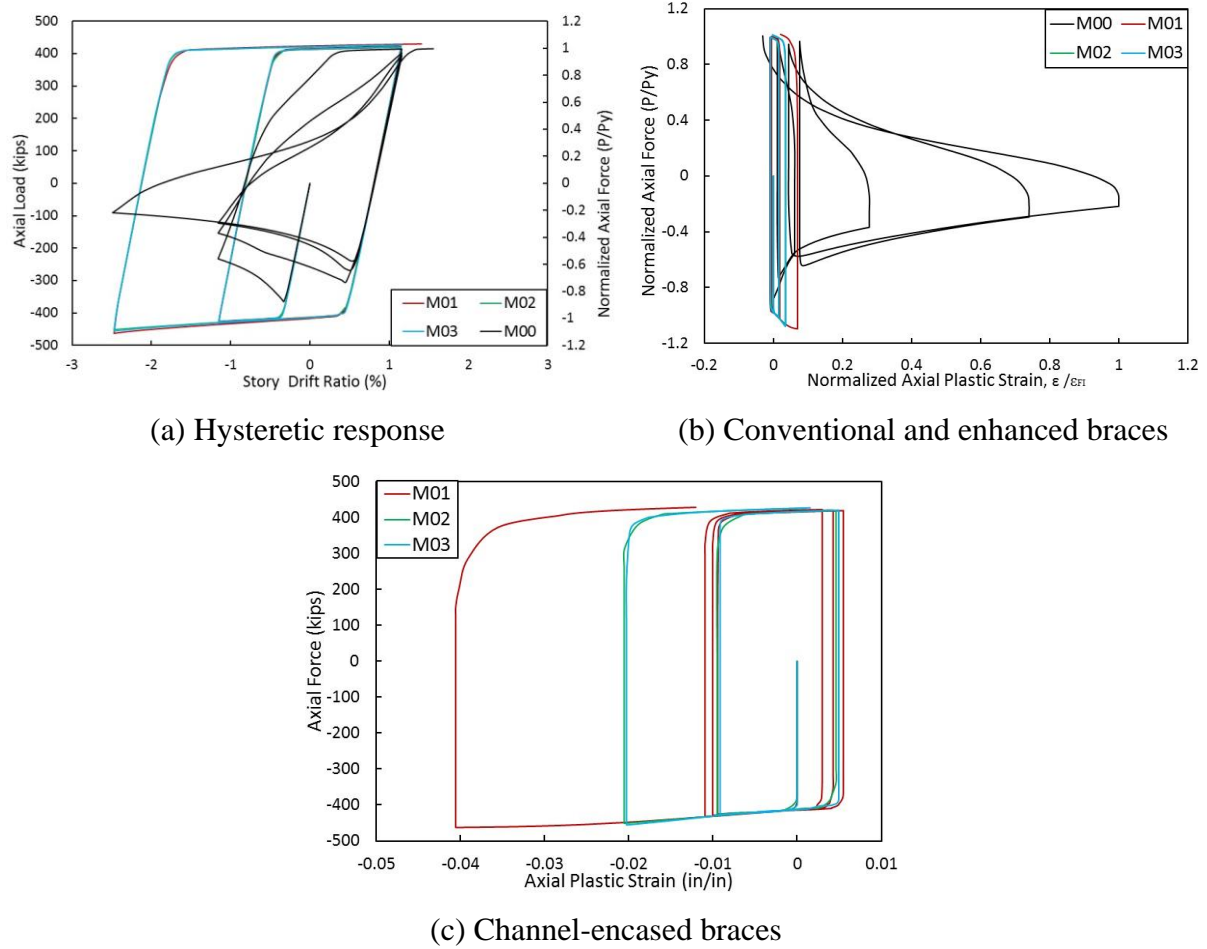 500
400
300
200
100
0
-100
-200
-300
-400
-500
Axial Load (kips)
1.2
1
0.8
0.6
0.4
0.2
0
-0.2
-0.4
-0.6
-0.8
-1
-1.2
Normalized Axial Force (P/Py)
-3 -2 -1 0 1 2 3
Story Drift Ratio (%)
M01 M02
M03 M00
(a) Hysteretic response
1.2
0.8
0.4
0
-0.4
-0.8
-1.2
Normalized Axial Force (P/Py)
M00 M01
M02 M03
-0.2 0 0.2 0.4 0.6 0.8 1 1.2
Normalized Axial Plastic Strain, ε /εFI
(b) Conventional and enhanced braces
500
400
300
200
100
0
-100
-200
-300
-400
-500
Axial Force (kips)
M01
M02
M03
-0.05 -0.04 -0.03 -0.02 -0.01 0 0.01
Axial Plastic Strain (in/in)
(c) Channel-encased braces